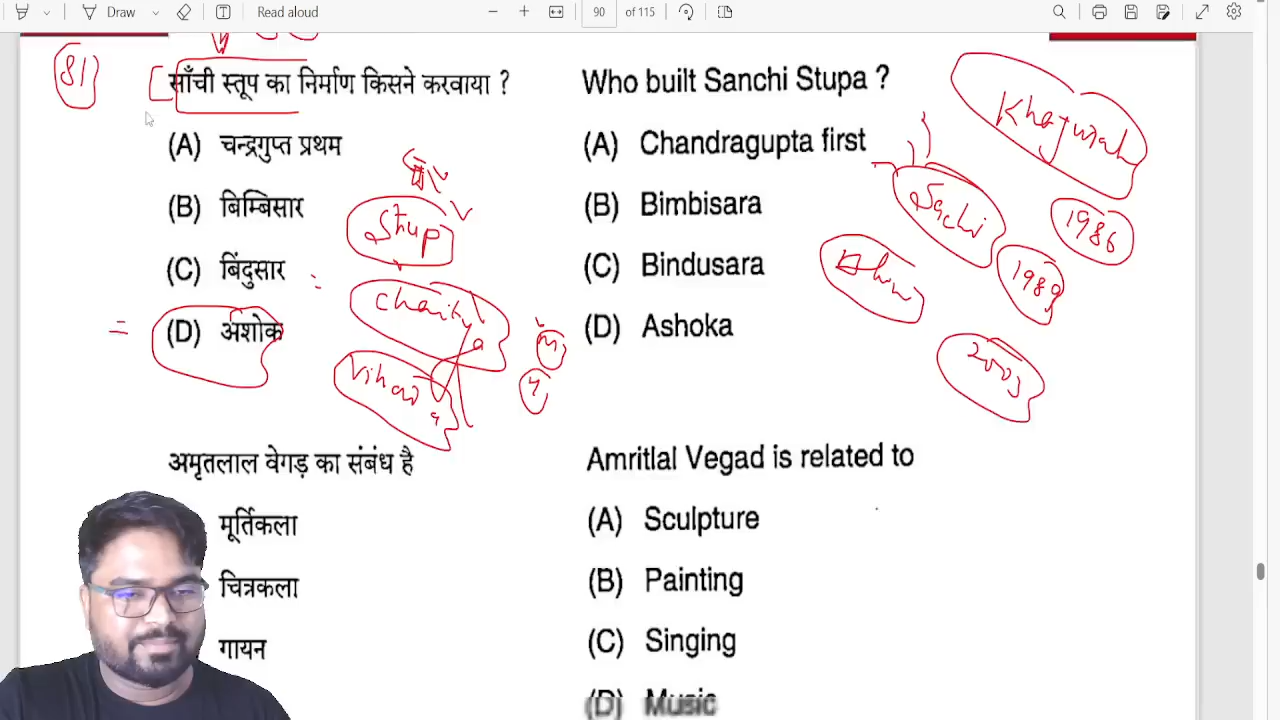 Draw
Read aloud
90 of 115
81
साँची स्तूप का निर्माण किसने करवाया ?
(A) चन्द्रगुप्त प्रथम
(B) बिम्बिसार
(C) बिंदुसार
(D) अशोक
Stup
Vihar
Who built Sanchi Stupa ?
(A) Chandragupta first
(B) Bimbisara
(C) Bindusara
(D) Ashoka
Khajurah
1986
Sachi
1989
2003
अमृतलाल वेगड़ का संबंध है
मूर्तिकला
चित्रकला
गायन
Amritlal Vegad is related to
(A) Sculpture
(B) Painting
(C) Singing
(D) Music